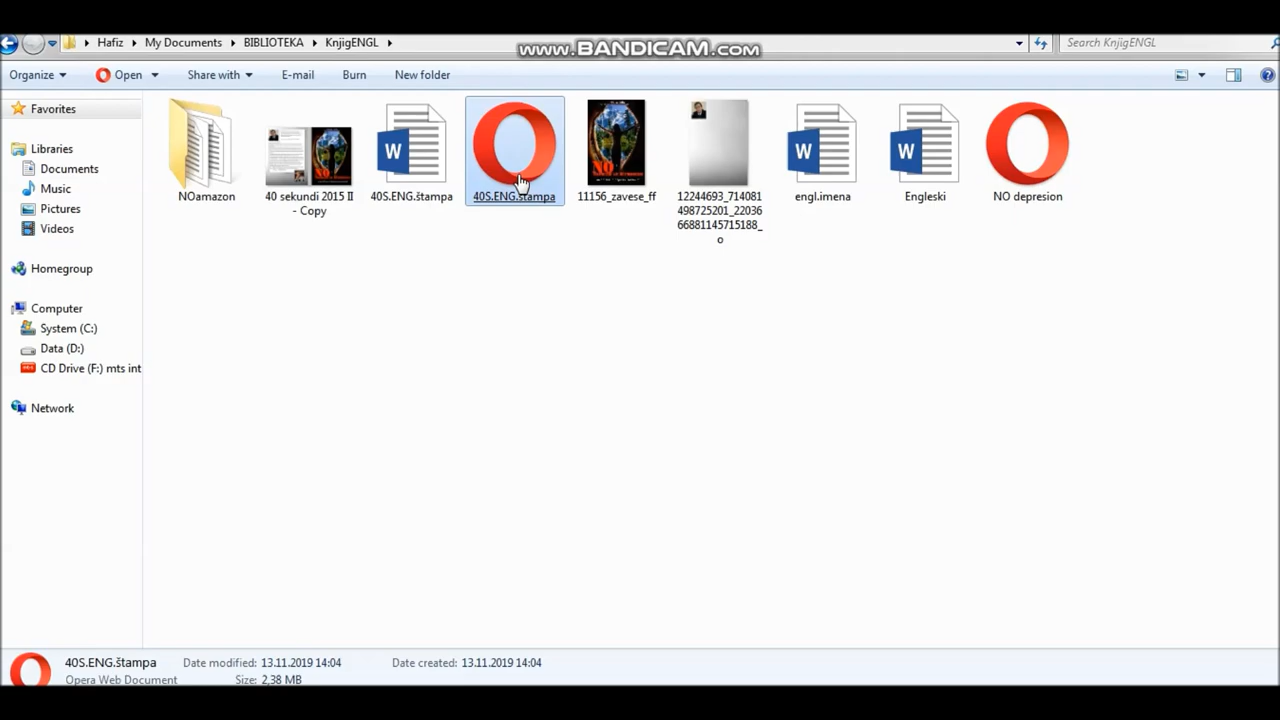 www.BANDICAM.com
Hafiz
My Documents
BIBLIOTEKA
KnjigENGL
Search KnjigENGL
Organize
Open
Share with
E-mail
Burn
New folder
Favorites
Libraries
Documents
Music
Pictures
Videos
Homegroup
Computer
System (C:)
Data (D:)
CD Drive (F:) mts int
Network
NOamazon
40 sekundi 2015 II
- Copy
40S.ENG.štampa
40S.ENG.štampa
11156_zavese_ff
12244693_714081
498725201_22036
66881145715188_
o
engl.imena
Engleski
NO depresion
40S.ENG.štampa
Date modified: 13.11.2019 14:04
Date created: 13.11.2019 14:04
Opera Web Document
Size: 2,38 MB